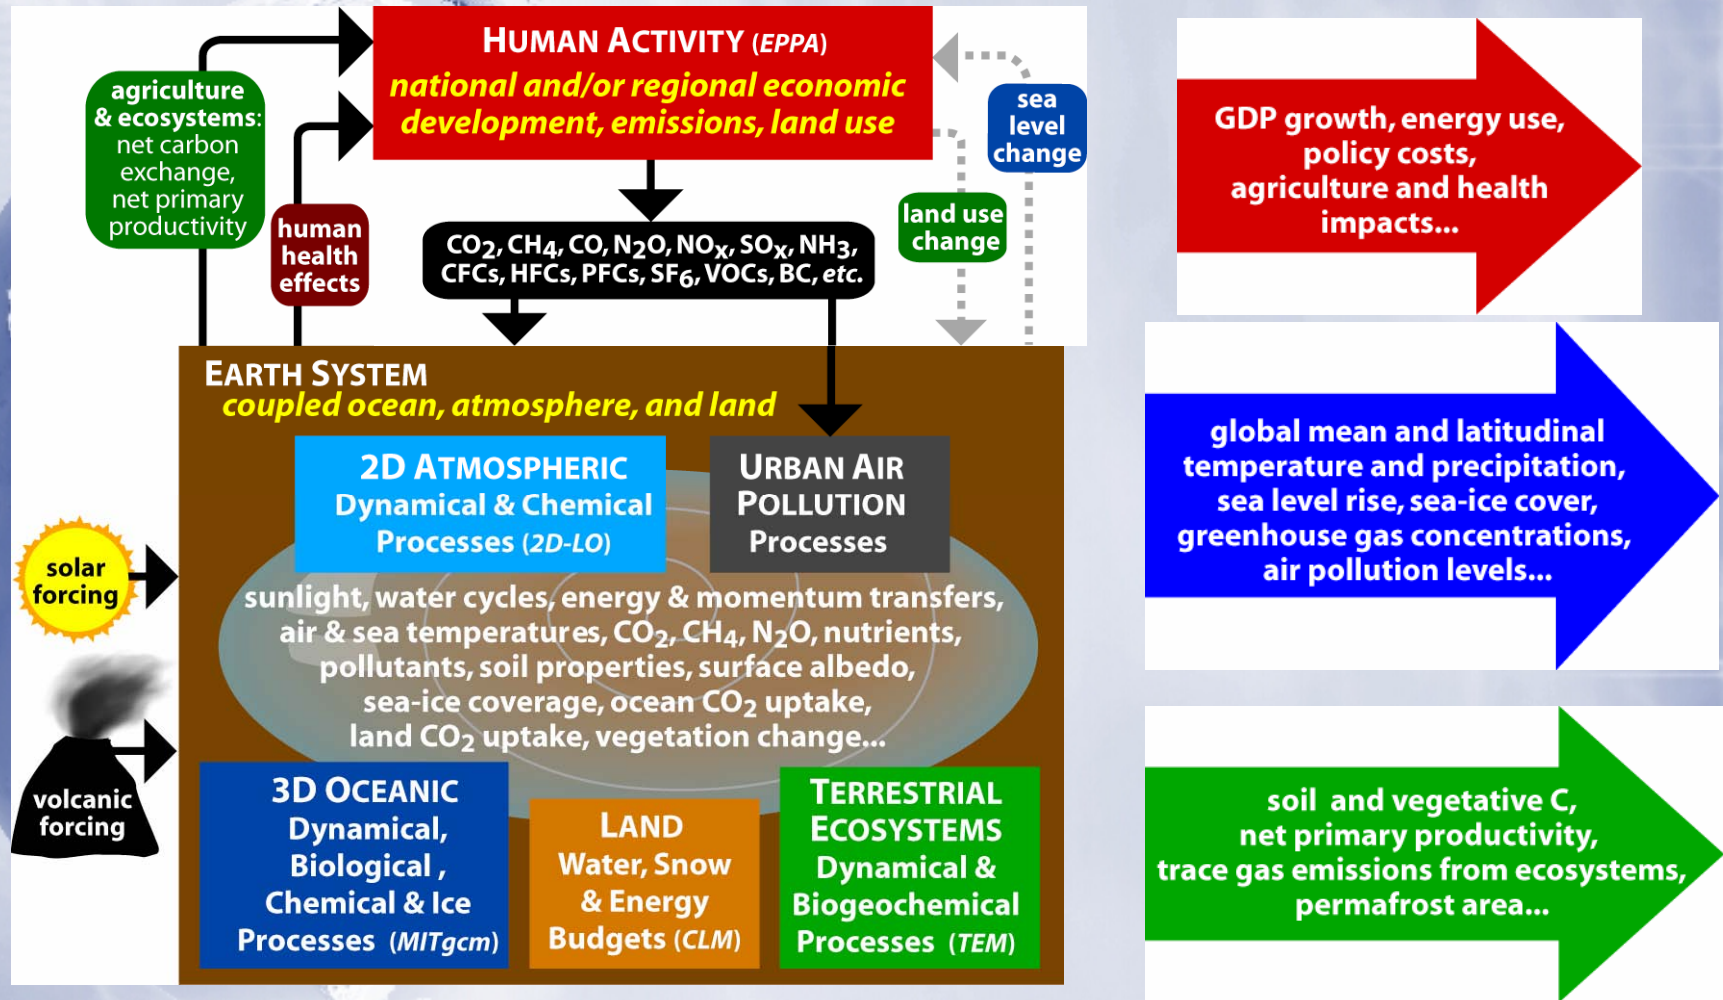 HUMAN ACTIVITY (EPPA)
national and/or regional economic
development, emissions, land use
agriculture
& ecosystems:
net carbon
exchange,
net primary
productivity
human
health
effects
sea
level
change
land use
change
CO2, CH4, CO, N2O, NOx, SOx, NH3,
CFCs, HFCs, PFCs, SF6, VOCs, BC, etc.
EARTH SYSTEM
coupled ocean, atmosphere, and land
2D ATMOSPHERIC
Dynamical & Chemical
Processes (2D-LO)
URBAN AIR
POLLUTION
Processes
solar
forcing
volcanic
forcing
sunlight, water cycles, energy & momentum transfers,
air & sea temperatures, CO2, CH4, N2O, nutrients,
pollutants, soil properties, surface albedo,
sea-ice coverage, ocean CO2 uptake,
land CO2 uptake, vegetation change...
3D OCEANIC
Dynamical,
Biological ,
Chemical & Ice
Processes (MITgcm)
LAND
Water, Snow
& Energy
Budgets (CLM)
TERRESTRIAL
ECOSYSTEMS
Dynamical &
Biogeochemical
Processes (TEM)
GDP growth, energy use,
policy costs,
agriculture and health
impacts...
global mean and latitudinal
temperature and precipitation,
sea level rise, sea-ice cover,
greenhouse gas concentrations,
air pollution levels...
soil and vegetative C,
net primary productivity,
trace gas emissions from ecosystems,
permafrost area...